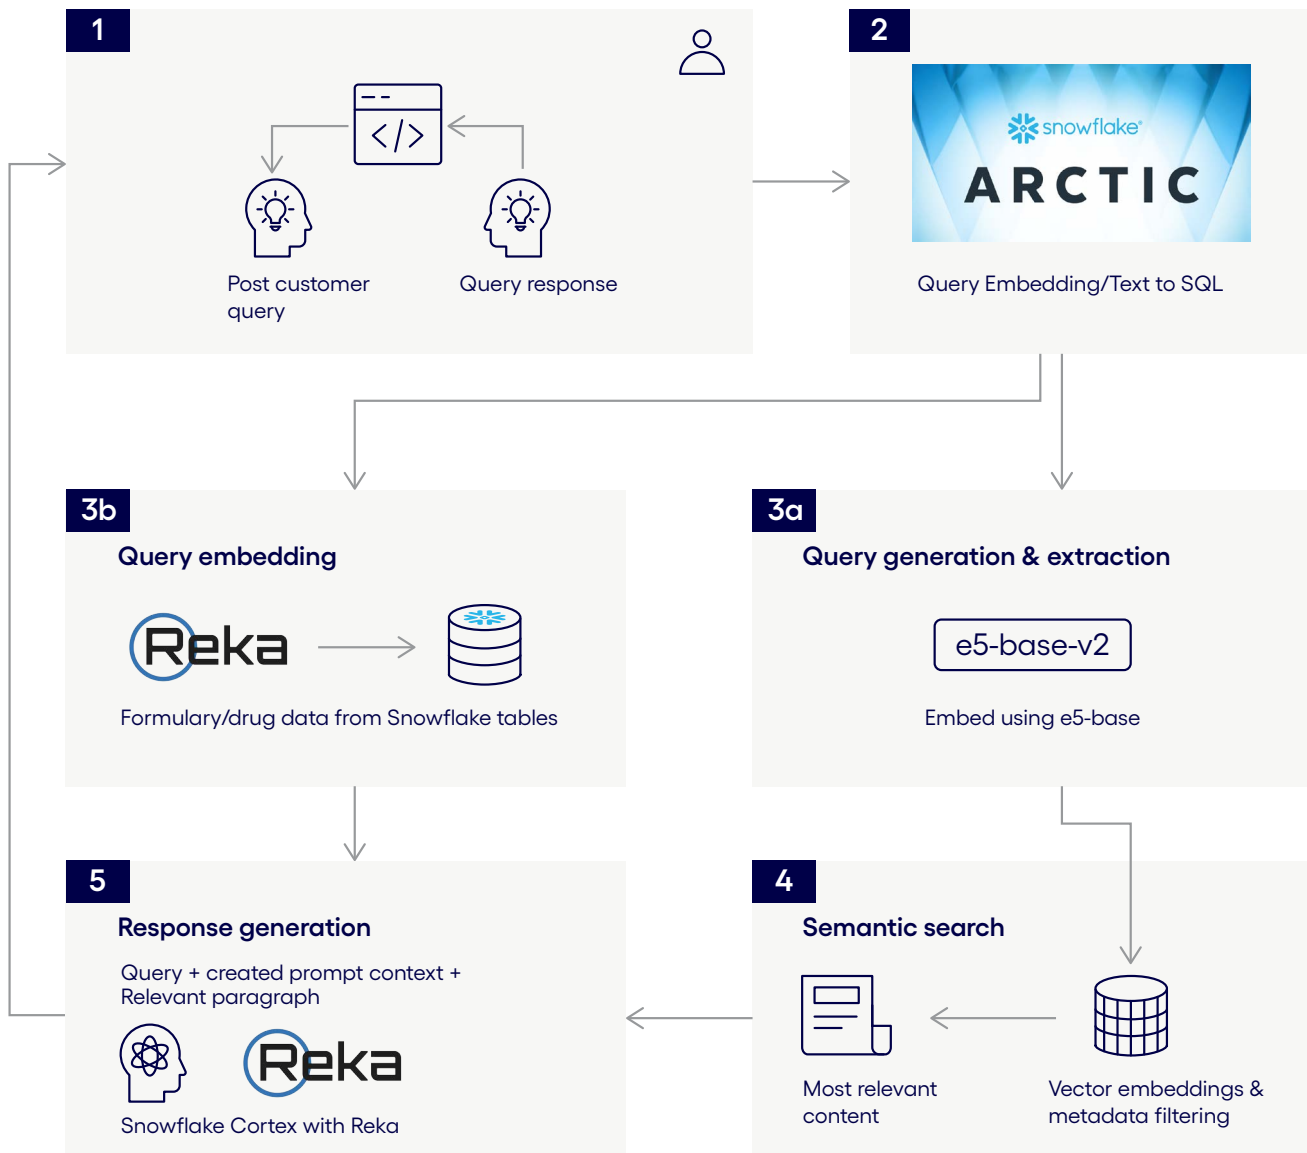 1
Post customer
query
Query response
2
snowflake®
ARCTIC
Query Embedding/Text to SQL
3b
Query embedding
Reka
Formulary/drug data from Snowflake tables
3a
Query generation & extraction
e5-base-v2
Embed using e5-base
5
Response generation
Query + created prompt context +
Relevant paragraph
Reka
Snowflake Cortex with Reka
4
Semantic search
Most relevant
content
Vector embeddings &
metadata filtering